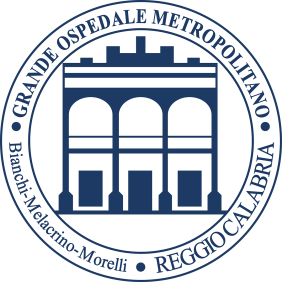 • GRANDE OSPEDALE METROPOLITANO •
Bianchi-Melacrino-Morelli • REGGIO CALABRIA